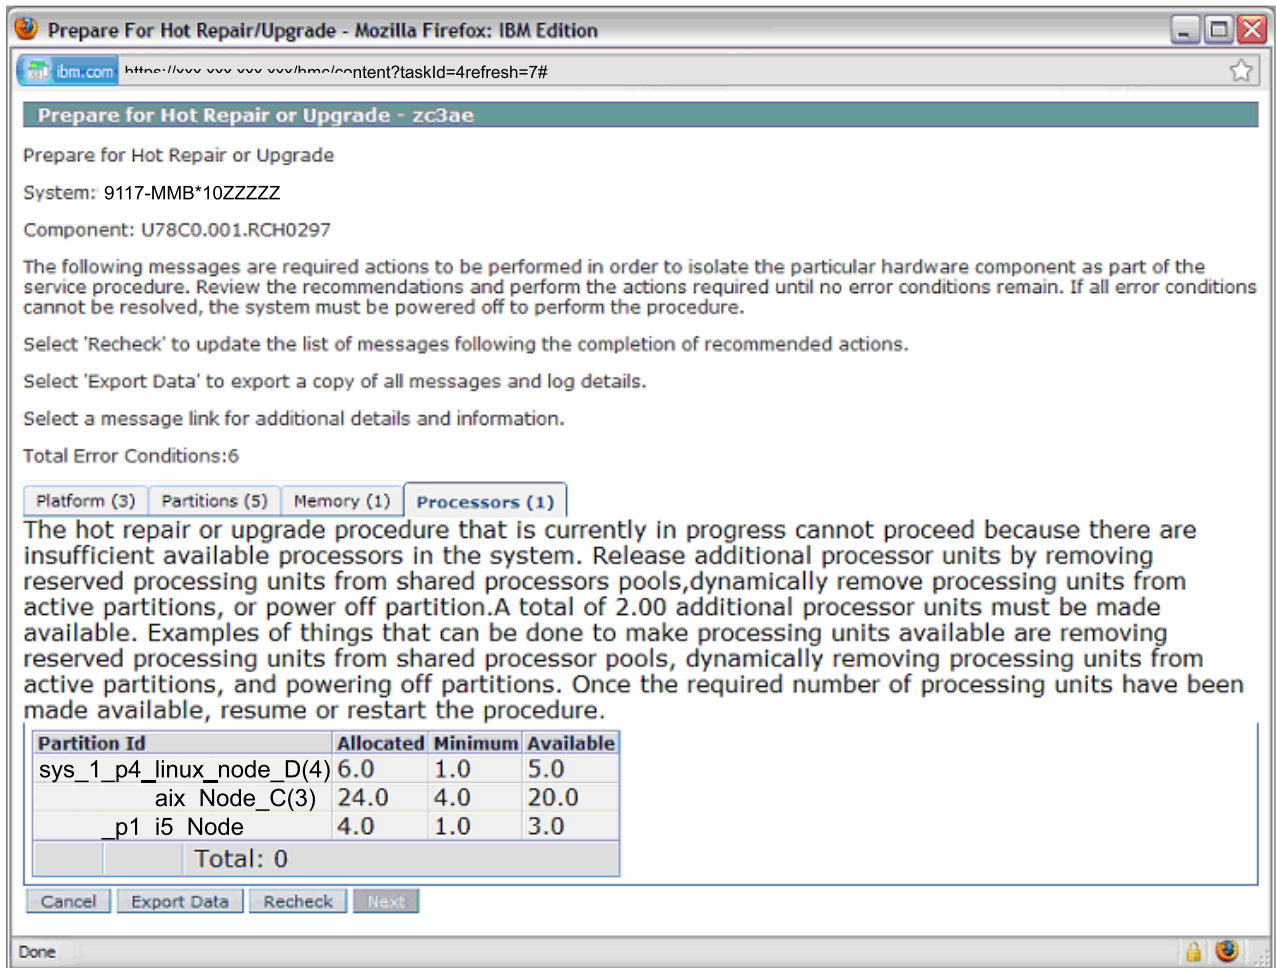 Prepare For Hot Repair/Upgrade - Mozilla Firefox: IBM Edition
ibm.com https://xxx.xxx.xxx.xxx/hmc/content?taskId=4refresh=7#
Prepare for Hot Repair or Upgrade - zc3ae
Prepare for Hot Repair or Upgrade
System: 9117-MMB*10ZZZZZ
Component: U78C0.001.RCH0297
The following messages are required actions to be performed in order to isolate the particular hardware component as part of the
service procedure. Review the recommendations and perform the actions required until no error conditions remain. If all error conditions
cannot be resolved, the system must be powered off to perform the procedure.
Select 'Recheck' to update the list of messages following the completion of recommended actions.
Select 'Export Data' to export a copy of all messages and log details.
Select a message link for additional details and information.
Total Error Conditions:6
Platform (3) Partitions (5) Memory (1) Processors (1)
The hot repair or upgrade procedure that is currently in progress cannot proceed because there are
insufficient available processors in the system. Release additional processor units by removing
reserved processing units from shared processors pools,dynamically remove processing units from
active partitions, or power off partition.A total of 2.00 additional processor units must be made
available. Examples of things that can be done to make processing units available are removing
reserved processing units from shared processor pools, dynamically removing processing units from
active partitions, and powering off partitions. Once the required number of processing units have been
made available, resume or restart the procedure.
Partition Id Allocated Minimum Available
sys_1_p4_linux_node_D(4) 6.0 1.0 5.0
aix Node_C(3) 24.0 4.0 20.0
_p1 i5 Node 4.0 1.0 3.0
Total: 0
Cancel Export Data Recheck Next
Done